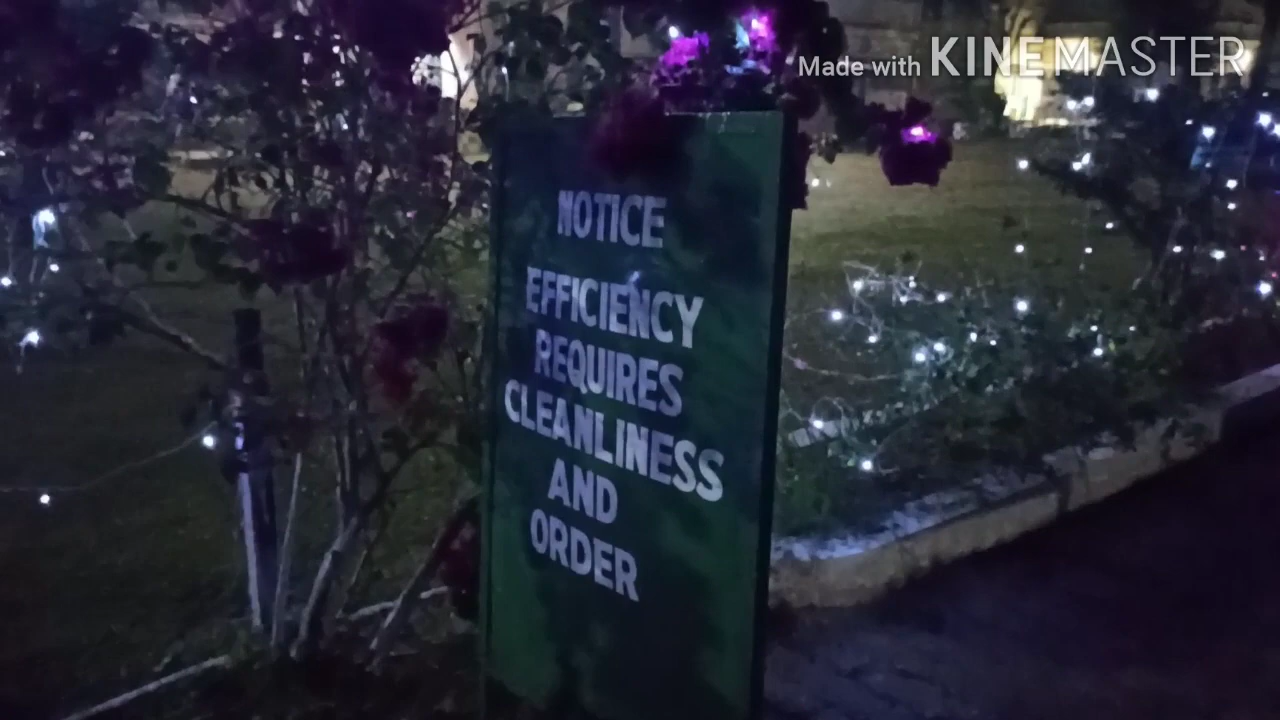 Made with KINEMASTER
NOTICE
EFFICIENCY
REQUIRES
CLEANLINESS
AND
ORDER